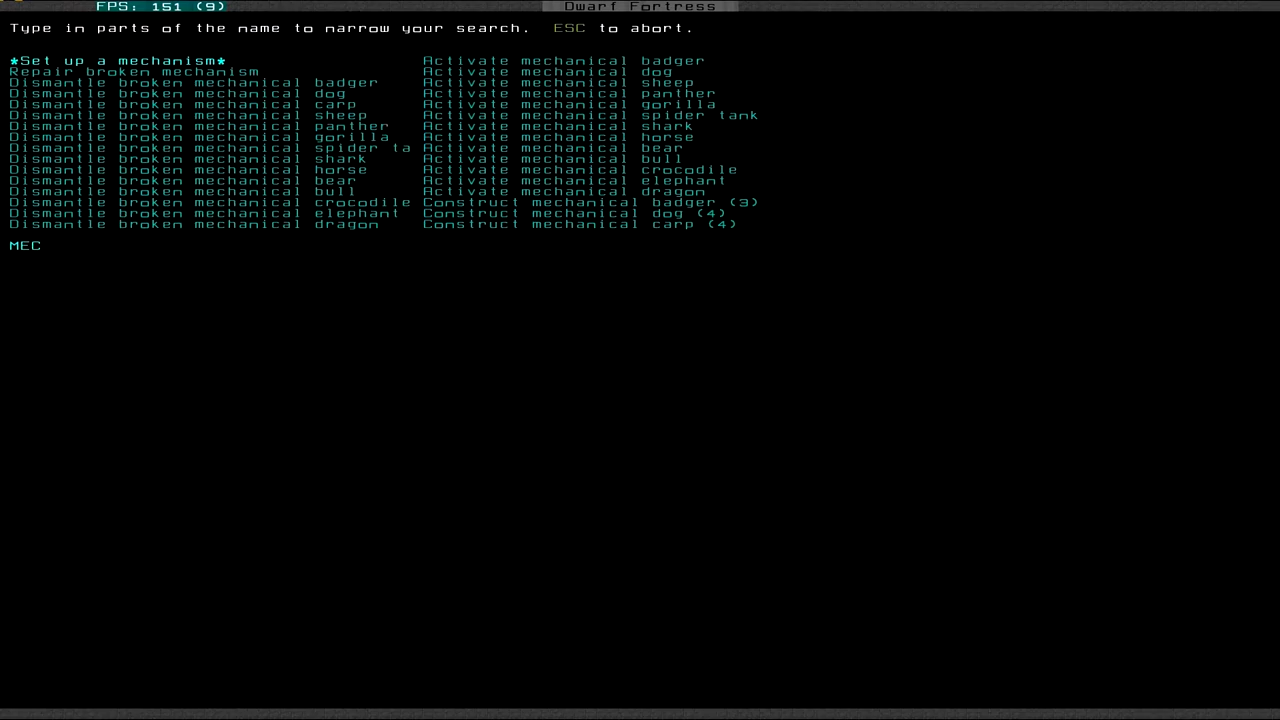 FPS: 151 (9)
Dwarf Fortress
Type in parts of the name to narrow your search.  ESC to abort.
*Set up a mechanism*
Repair broken mechanism
Dismantle broken mechanical badger
Dismantle broken mechanical dog
Dismantle broken mechanical carp
Dismantle broken mechanical sheep
Dismantle broken mechanical panther
Dismantle broken mechanical gorilla
Dismantle broken mechanical spider ta
Dismantle broken mechanical shark
Dismantle broken mechanical horse
Dismantle broken mechanical bear
Dismantle broken mechanical bull
Dismantle broken mechanical crocodile
Dismantle broken mechanical elephant
Dismantle broken mechanical dragon
Activate mechanical badger
Activate mechanical dog
Activate mechanical sheep
Activate mechanical panther
Activate mechanical gorilla
Activate mechanical spider tank
Activate mechanical shark
Activate mechanical horse
Activate mechanical bear
Activate mechanical bull
Activate mechanical crocodile
Activate mechanical elephant
Activate mechanical dragon
Construct mechanical badger (3)
Construct mechanical dog (4)
Construct mechanical carp (4)
MEC